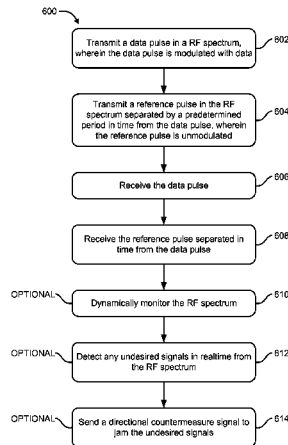 600
Transmit a data pulse in a RF spectrum,
wherein the data pulse is modulated with data
602
Transmit a reference pulse in the RF
spectrum separated by a predetermined
period in time from the data pulse, wherein
the reference pulse is unmodulated
604
Receive the data pulse
606
Receive the reference pulse separated in
time from the data pulse
608
OPTIONAL
Dynamically monitor the RF spectrum
610
OPTIONAL
Detect any undesired signals in realtime from
the RF spectrum
612
OPTIONAL
Send a directional countermeasure signal to
jam the undesired signals
614